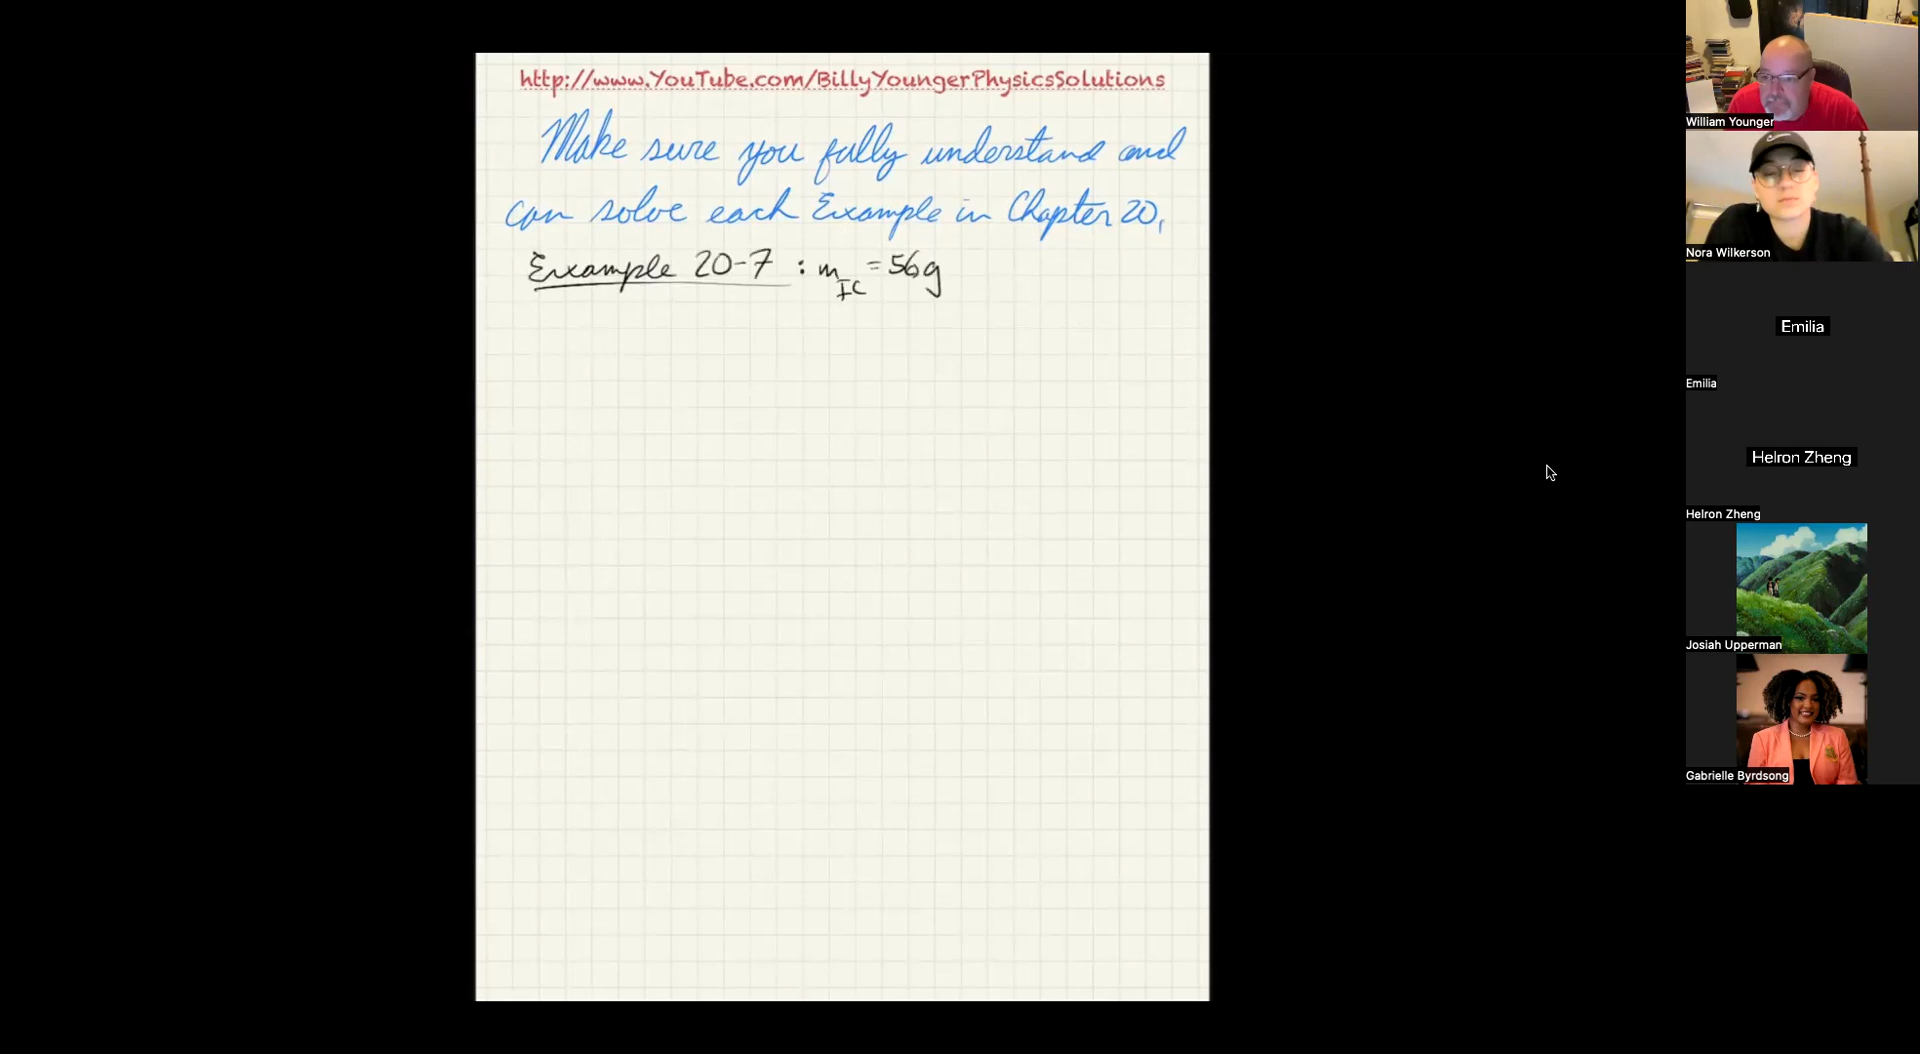 http://www.YouTube.com/BillyYoungerPhysicsSolutions
Make sure you fully understand and
can solve each Example in Chapter 20.
Example 20-7 : m_IC = 56g
William Younger
Nora Wilkerson
Emilia
Emilia
Helron Zheng
Helron Zheng
Josiah Upperman
Gabrielle Byrdsong